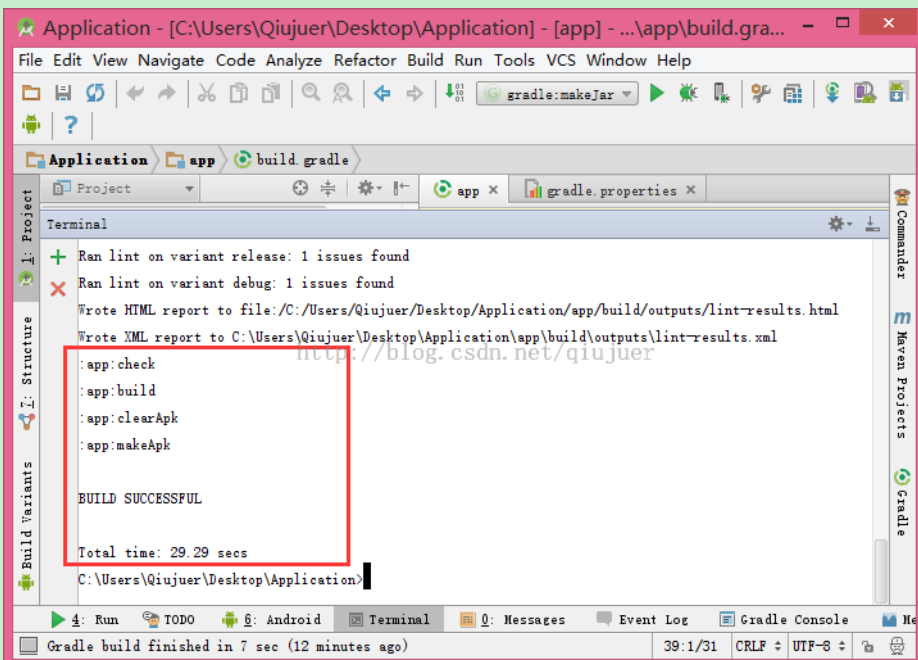 Application - [C:\Users\Qiujuer\Desktop\Application] - [app] - ...\app\build.gra...
File Edit View Navigate Code Analyze Refactor Build Run Tools VCS Window Help
gradle:makeJar
Application app build.gradle
Project
app
gradle.properties
1: Project
Terminal
Commander
Ran lint on variant release: 1 issues found
Ran lint on variant debug: 1 issues found
Wrote HTML report to file:/C:/Users/Qiujuer/Desktop/Application/app/build/outputs/lint-results.html
Wrote XML report to C:\Users\Qiujuer\Desktop\Application\app\build\outputs\lint-results.xml
http://blog.csdn.net/qiujuer
:app:check
:app:build
:app:clearApk
:app:makeApk
BUILD SUCCESSFUL
Total time: 29.29 secs
C:\Users\Qiujuer\Desktop\Application>
7: Structure
Build Variants
Maven Projects
Gradle
4: Run TODO 6: Android Terminal 0: Messages Event Log Gradle Console
Gradle build finished in 7 sec (12 minutes ago) 39:1/31 CRLF UTF-8